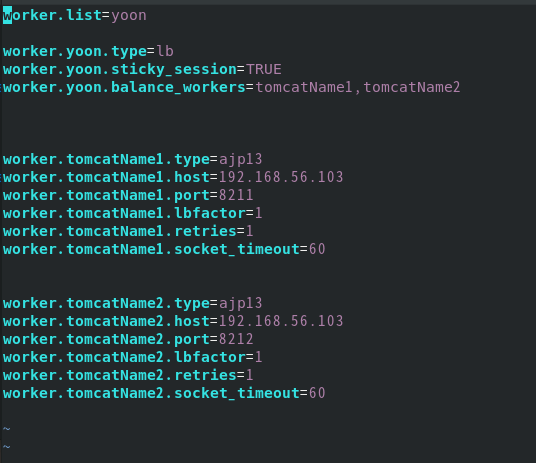 worker.list=yoon
worker.yoon.type=lb
worker.yoon.sticky_session=TRUE
worker.yoon.balance_workers=tomcatName1,tomcatName2
worker.tomcatName1.type=ajp13
worker.tomcatName1.host=192.168.56.103
worker.tomcatName1.port=8211
worker.tomcatName1.lbfactor=1
worker.tomcatName1.retries=1
worker.tomcatName1.socket_timeout=60
worker.tomcatName2.type=ajp13
worker.tomcatName2.host=192.168.56.103
worker.tomcatName2.port=8212
worker.tomcatName2.lbfactor=1
worker.tomcatName2.retries=1
worker.tomcatName2.socket_timeout=60
~
~